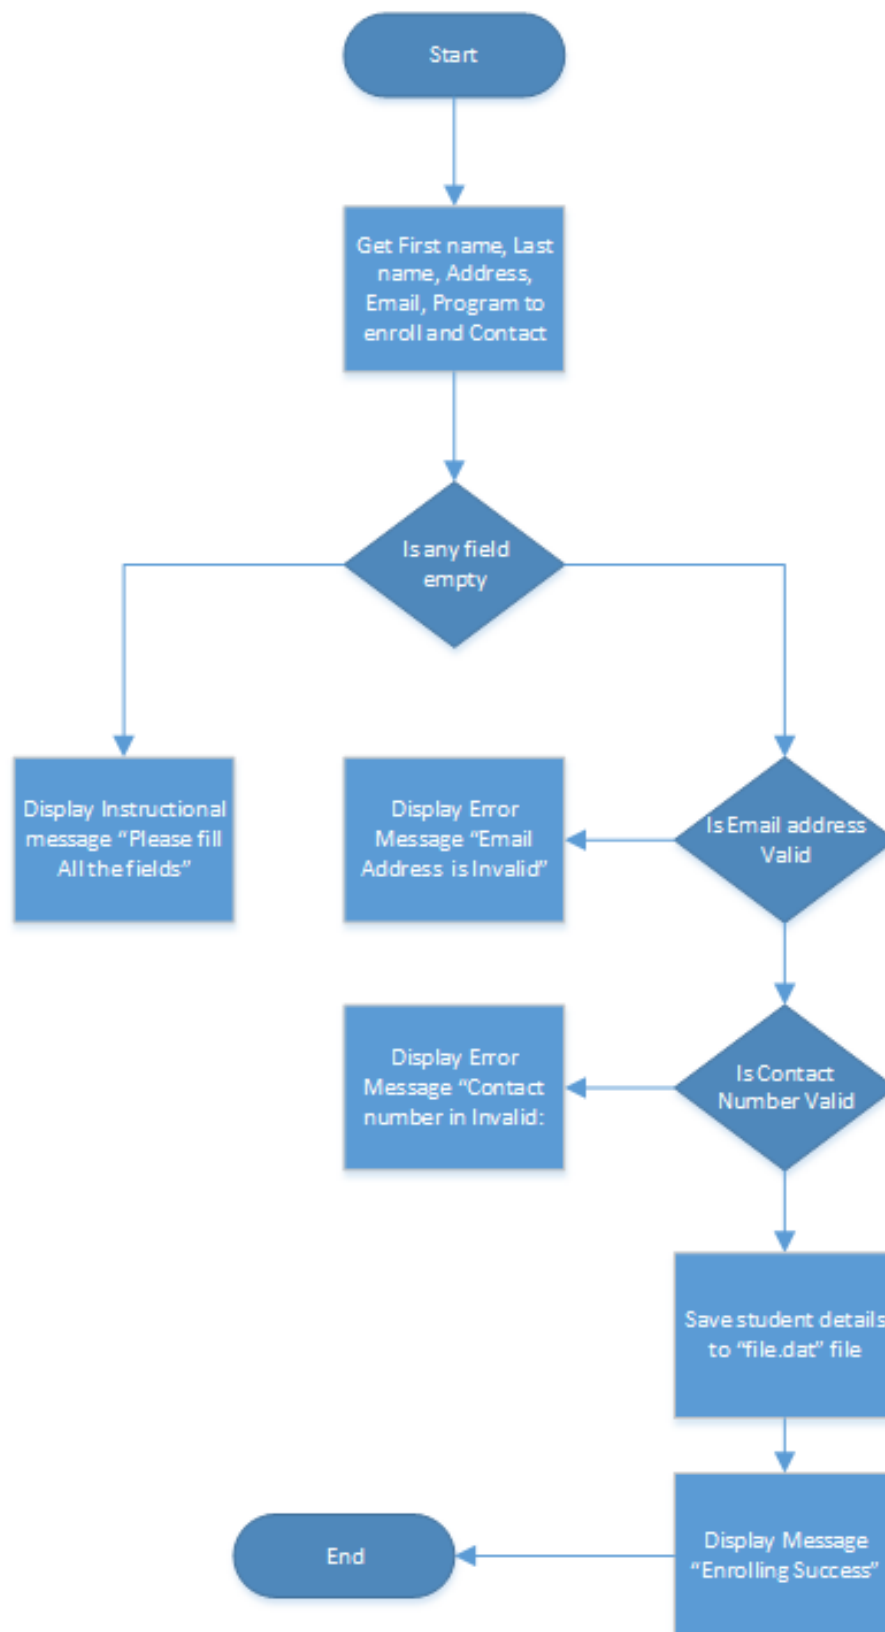 Start
Get First name, Last
name, Address,
Email, Program to
enroll and Contact
Is any field
empty
Display Instructional
message “Please fill
All the fields”
Display Error
Message “Email
Address is Invalid”
Is Email address
Valid
Display Error
Message “Contact
number in Invalid:
Is Contact
Number Valid
Save student details
to “file.dat” file
Display Message
“Enrolling Success”
End